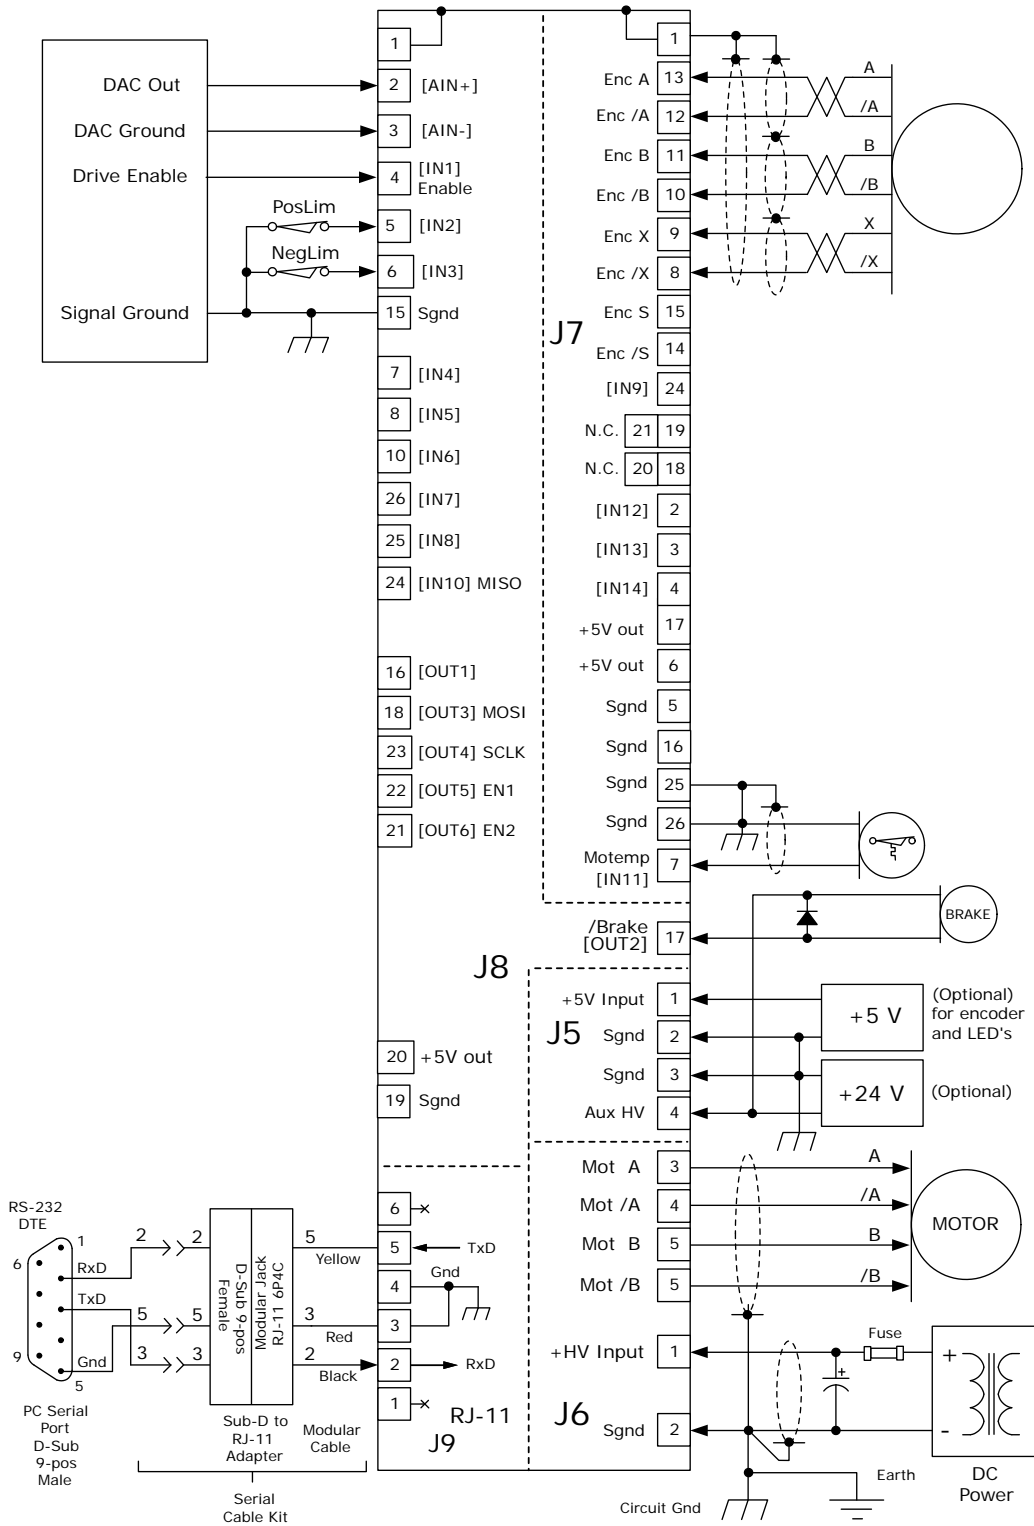 1
DAC Out
2
[AIN+]
DAC Ground
3
[AIN-]
Drive Enable
4
[IN1]
Enable
PosLim
5
[IN2]
NegLim
6
[IN3]
Signal Ground
15
Sgnd
7
[IN4]
8
[IN5]
10
[IN6]
26
[IN7]
25
[IN8]
24
[IN10] MISO
16
[OUT1]
18
[OUT3] MOSI
23
[OUT4] SCLK
22
[OUT5] EN1
21
[OUT6] EN2
J8
20
+5V out
19
Sgnd
J7
1
Enc A
13
A
Enc /A
12
/A
Enc B
11
B
Enc /B
10
/B
Enc X
9
X
Enc /X
8
/X
Enc S
15
Enc /S
14
[IN9]
24
N.C.
21
19
N.C.
20
18
[IN12]
2
[IN13]
3
[IN14]
4
+5V out
17
+5V out
6
Sgnd
5
Sgnd
16
Sgnd
25
Sgnd
26
Motemp
[IN11]
7
/Brake
[OUT2]
17
BRAKE
J5
+5V Input
1
+5 V
(Optional)
for encoder
and LED's
Sgnd
2
Sgnd
3
+24 V
(Optional)
Aux HV
4
Mot A
3
A
Mot /A
4
/A
MOTOR
Mot B
5
B
Mot /B
5
/B
J6
+HV Input
1
Fuse
+
+
-
Sgnd
2
DC
Power
Earth
Circuit Gnd
RS-232
DTE
1
6
RxD
TxD
9
Gnd
5
PC Serial
Port
D-Sub
9-pos
Male
2
2
5
5
3
3
D-Sub 9-pos
Female
Modular Jack
RJ-11 6P4C
5
Yellow
3
Red
2
Black
Sub-D to
RJ-11
Adapter
Modular
Cable
Serial
Cable Kit
6
5
TxD
4
Gnd
3
2
RxD
1
RJ-11
J9